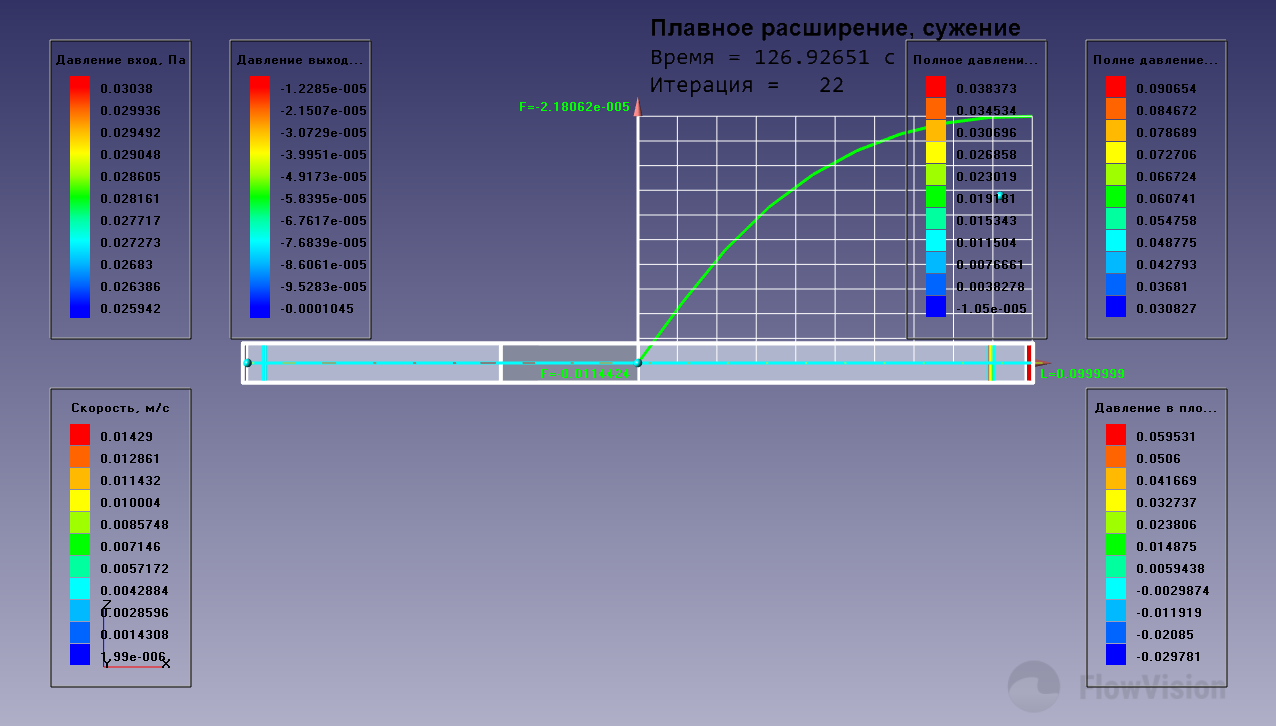 Плавное расширение, сужение
Время = 126.92651 с
Итерация = 22
Давление вход, Па
0.03038
0.029936
0.029492
0.029048
0.028605
0.028161
0.027717
0.027273
0.02683
0.026386
0.025942
Давление выход...
-1.2285e-005
-2.1507e-005
-3.0729e-005
-3.9951e-005
-4.9173e-005
-5.8395e-005
-6.7617e-005
-7.6839e-005
-8.6061e-005
-9.5283e-005
-0.0001045
F=-2.18062e-005
Полное давлени...
0.038373
0.034534
0.030696
0.026858
0.023019
0.019181
0.015343
0.011504
0.0076661
0.0038278
-1.05e-005
Полне давление...
0.090654
0.084672
0.078689
0.072706
0.066724
0.060741
0.054758
0.048775
0.042793
0.03681
0.030827
F=-0.0114424
L=0.0999999
Скорость, м/с
0.01429
0.012861
0.011432
0.010004
0.0085748
0.007146
0.0057172
0.0042884
0.0028596
0.0014308
1.99e-006
Z
Y
X
Давление в пло...
0.059531
0.0506
0.041669
0.032737
0.023806
0.014875
0.0059438
-0.0029874
-0.011919
-0.02085
-0.029781
FlowVision